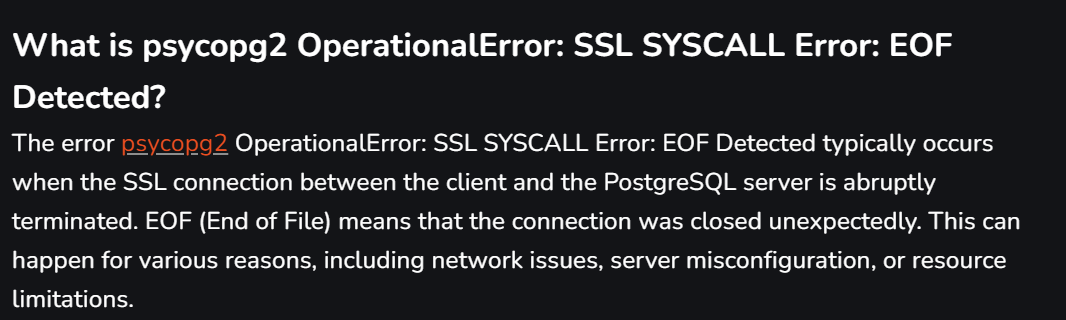 What is psycopg2 OperationalError: SSL SYSCALL Error: EOF
Detected?
The error psycopg2 OperationalError: SSL SYSCALL Error: EOF Detected typically occurs
when the SSL connection between the client and the PostgreSQL server is abruptly
terminated. EOF (End of File) means that the connection was closed unexpectedly. This can
happen for various reasons, including network issues, server misconfiguration, or resource
limitations.